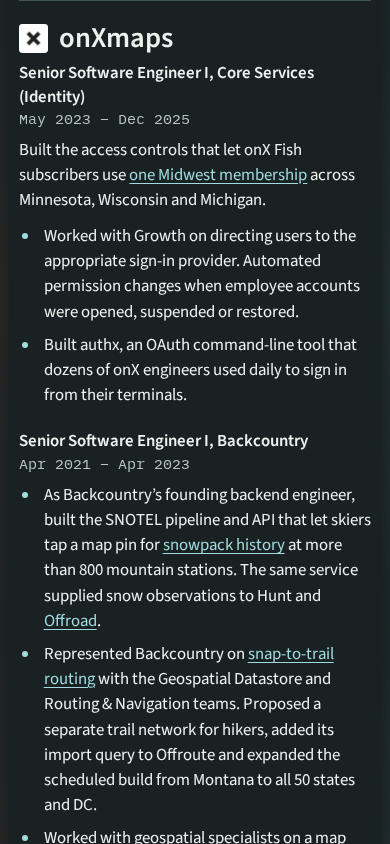 onXmaps
Senior Software Engineer I, Core Services
(Identity)
May 2023 – Dec 2025
Built the access controls that let onX Fish
subscribers use one Midwest membership across
Minnesota, Wisconsin and Michigan.
Worked with Growth on directing users to the
appropriate sign-in provider. Automated
permission changes when employee accounts
were opened, suspended or restored.
Built authx, an OAuth command-line tool that
dozens of onX engineers used daily to sign in
from their terminals.
Senior Software Engineer I, Backcountry
Apr 2021 – Apr 2023
As Backcountry’s founding backend engineer,
built the SNOTEL pipeline and API that let skiers
tap a map pin for snowpack history at more
than 800 mountain stations. The same service
supplied snow observations to Hunt and
Offroad.
Represented Backcountry on snap-to-trail
routing with the Geospatial Datastore and
Routing & Navigation teams. Proposed a
separate trail network for hikers, added its
import query to Offroute and expanded the
scheduled build from Montana to all 50 states
and DC.
Worked with geospatial specialists on a map